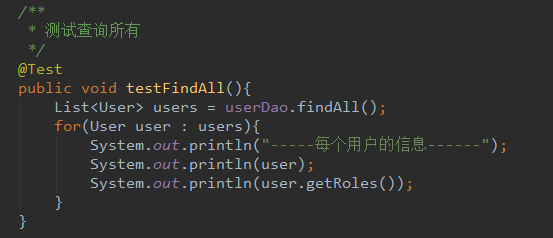 /**
 * 测试查询所有
 */
@Test
public void testFindAll(){
    List<User> users = userDao.findAll();
    for(User user : users){
        System.out.println("-----每个用户的信息------");
        System.out.println(user);
        System.out.println(user.getRoles());
    }
}